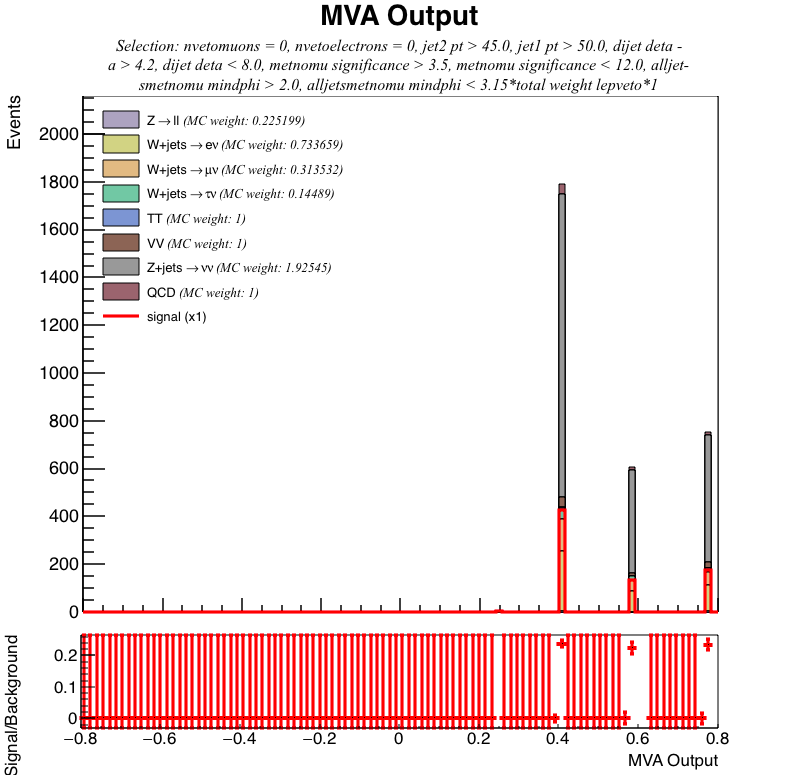 MVA Output
Selection: nvetomuons = 0, nvetoelectrons = 0, jet2 pt > 45.0, jet1 pt > 50.0, dijet deta -
a > 4.2, dijet deta < 8.0, metnomu significance > 3.5, metnomu significance < 12.0, alljet-
smetnomu mindphi > 2.0, alljetsmetnomu mindphi < 3.15*total weight lepveto*1
Events
2000
1800
1600
1400
1200
1000
800
600
400
200
0
Z→ll (MC weight: 0.225199)
W+jets→eν (MC weight: 0.733659)
W+jets→μν (MC weight: 0.313532)
W+jets→τν (MC weight: 0.14489)
TT (MC weight: 1)
VV (MC weight: 1)
Z+jets→νν (MC weight: 1.92545)
QCD (MC weight: 1)
signal (x1)
Signal/Background
0.2
0.1
0
−0.8 −0.6 −0.4 −0.2 0 0.2 0.4 0.6 0.8
MVA Output